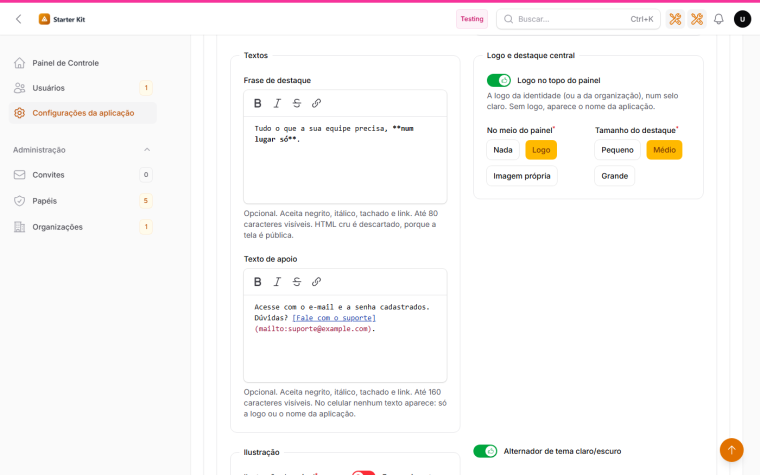 Starter Kit
Testing
Buscar...
Ctrl+K
U
Painel de Controle
Usuários
1
Configurações da aplicação
Administração
Convites
0
Papéis
5
Organizações
1
Textos
Frase de destaque
B I S
Tudo o que a sua equipe precisa, **num
lugar só**.
Opcional. Aceita negrito, itálico, tachado e link. Até 80
caracteres visíveis. HTML cru é descartado, porque a
tela é pública.
Texto de apoio
B I S
Acesse com o e-mail e a senha cadastrados.
Dúvidas? [Fale com o suporte]
(mailto:suporte@example.com).
Opcional. Aceita negrito, itálico, tachado e link. Até 160
caracteres visíveis. No celular nenhum texto aparece: só
a logo ou o nome da aplicação.
Ilustração
Logo e destaque central
Logo no topo do painel
A logo da identidade (ou a da organização), num selo
claro. Sem logo, aparece o nome da aplicação.
No meio do painel*
Nada
Logo
Imagem própria
Tamanho do destaque*
Pequeno
Médio
Grande
Alternador de tema claro/escuro